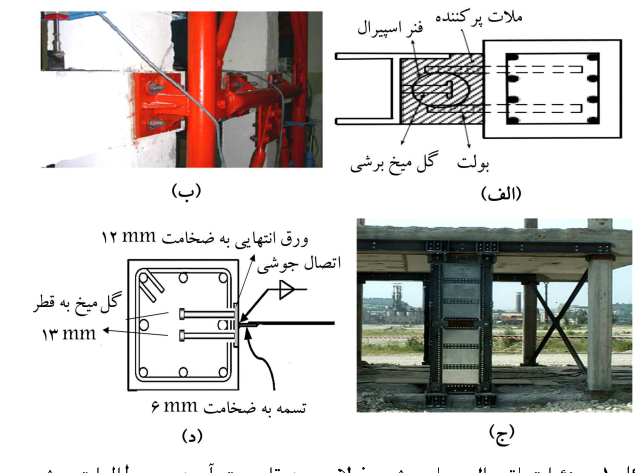 ملات پرکننده
فنر اسپیرال
گل میخ برشی
بولت
(الف)
(ب)
ورق انتهایی به ضخامت ۱۲ mm
اتصال جوشی
گل میخ به قطر
۱۳ mm
تسمه به ضخامت ۶ mm
(د)
(ج)